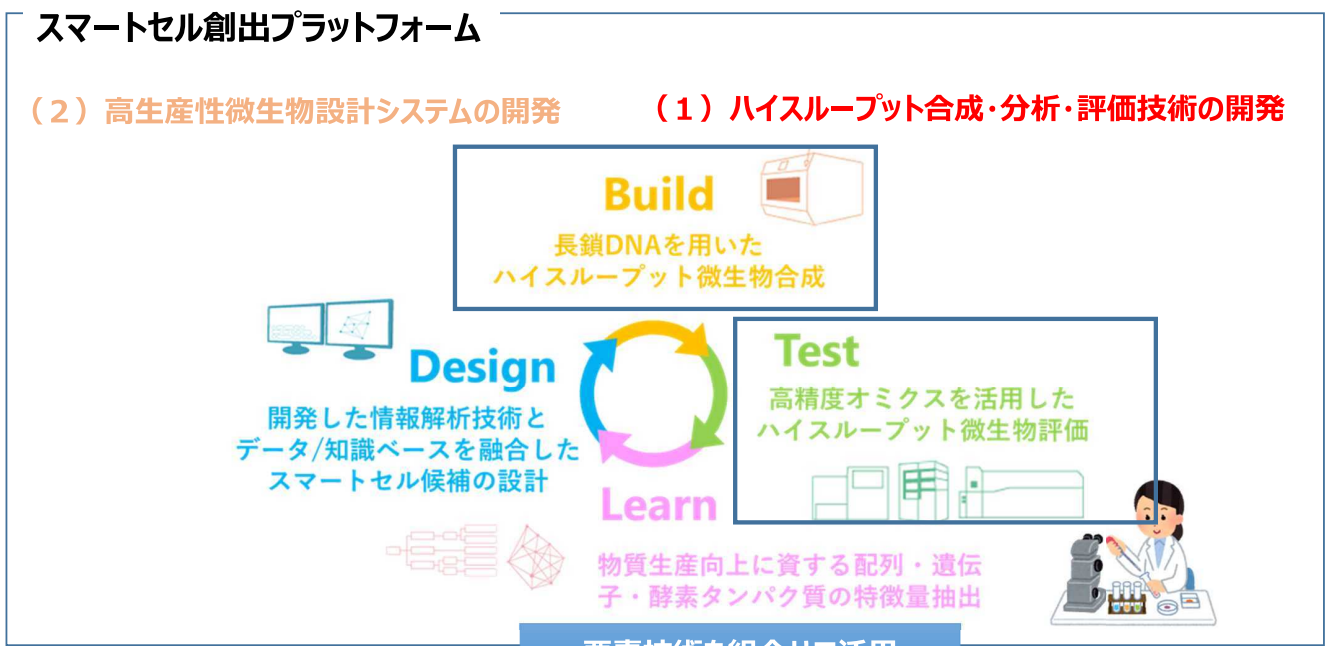 スマートセル創出プラットフォーム
（２）高生産性微生物設計システムの開発
（１）ハイスループット合成・分析・評価技術の開発
Build
長鎖DNAを用いた
ハイスループット微生物合成
Design
開発した情報解析技術と
データ/知識ベースを融合した
スマートセル候補の設計
Test
高精度オミクスを活用した
ハイスループット微生物評価
Learn
物質生産向上に資する配列・遺伝
子・酵素タンパク質の特徴量抽出